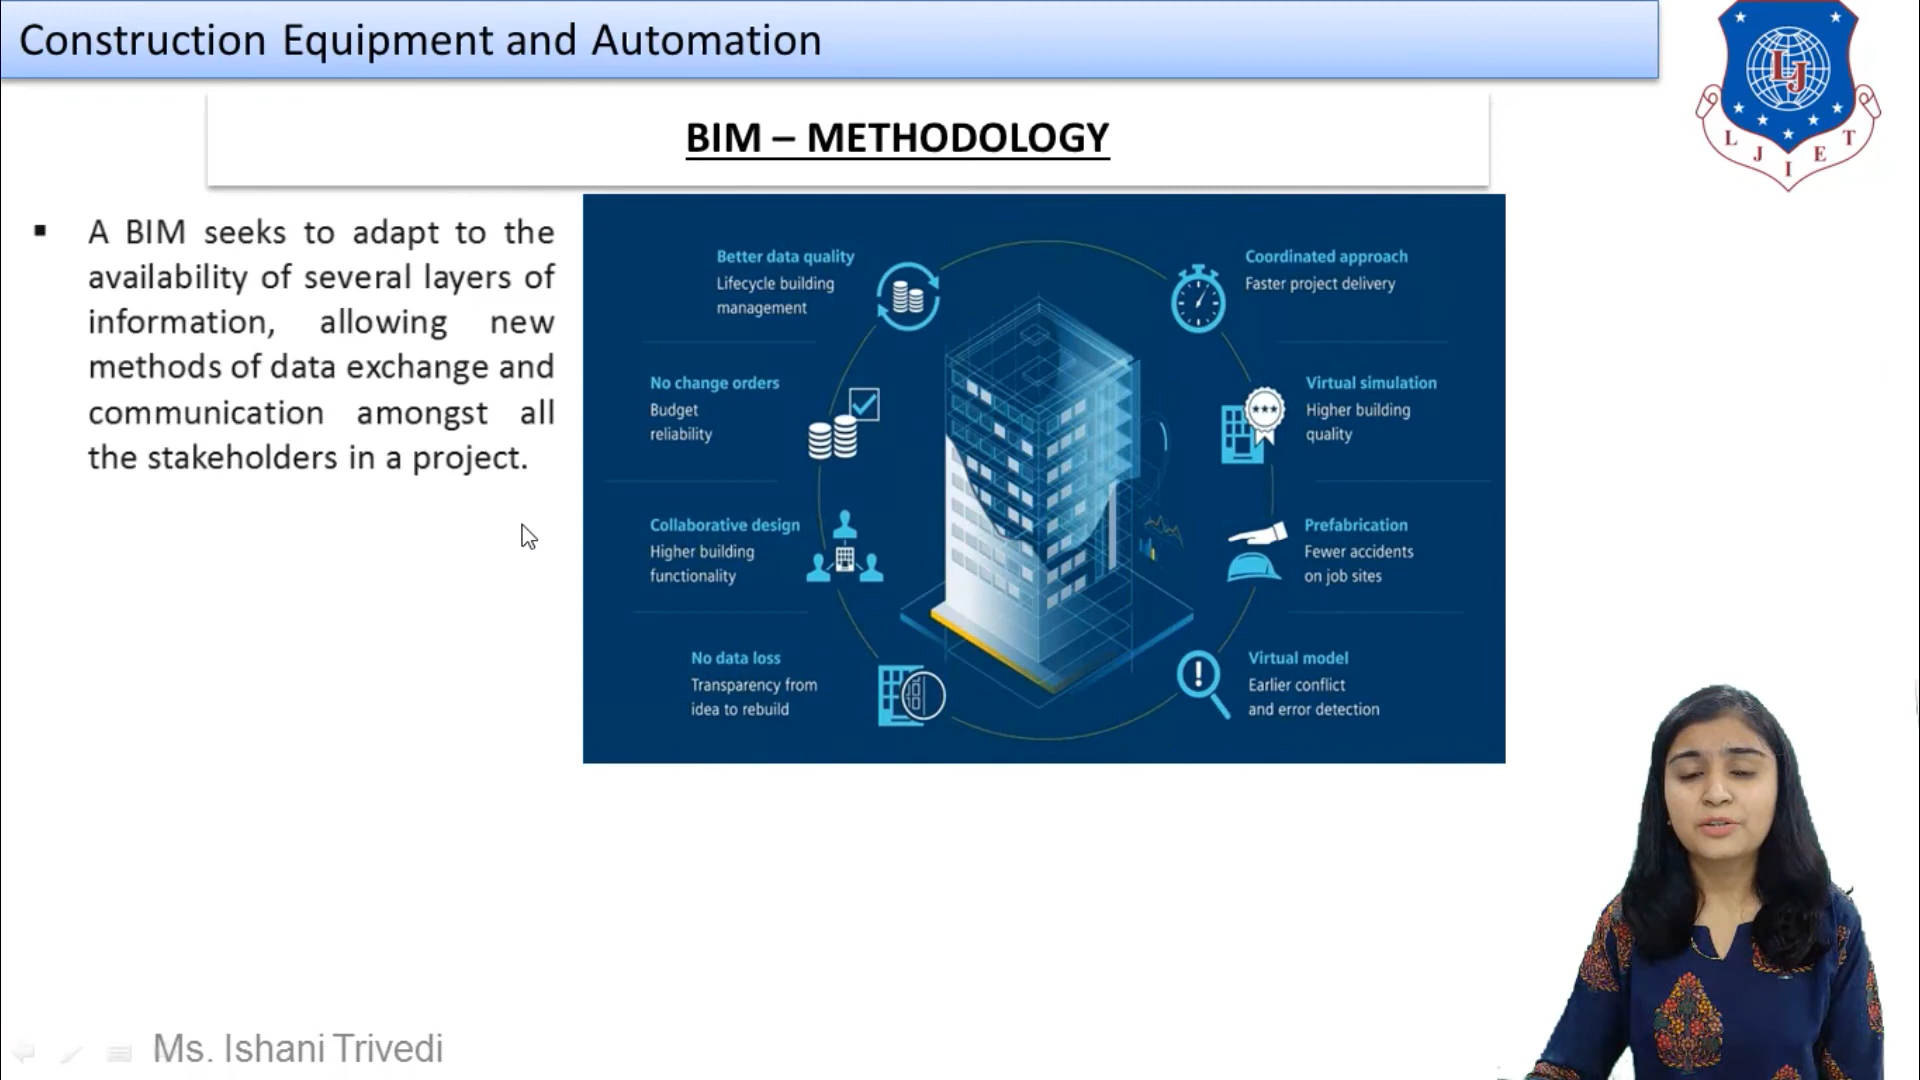 Construction Equipment and Automation
LJ
L J I E T
BIM – METHODOLOGY
▪ A BIM seeks to adapt to the
availability of several layers of
information, allowing new
methods of data exchange and
communication amongst all
the stakeholders in a project.
Better data quality
Lifecycle building
management
No change orders
Budget
reliability
Collaborative design
Higher building
functionality
No data loss
Transparency from
idea to rebuild
Coordinated approach
Faster project delivery
Virtual simulation
Higher building
quality
Prefabrication
Fewer accidents
on job sites
Virtual model
Earlier conflict
and error detection
Ms. Ishani Trivedi